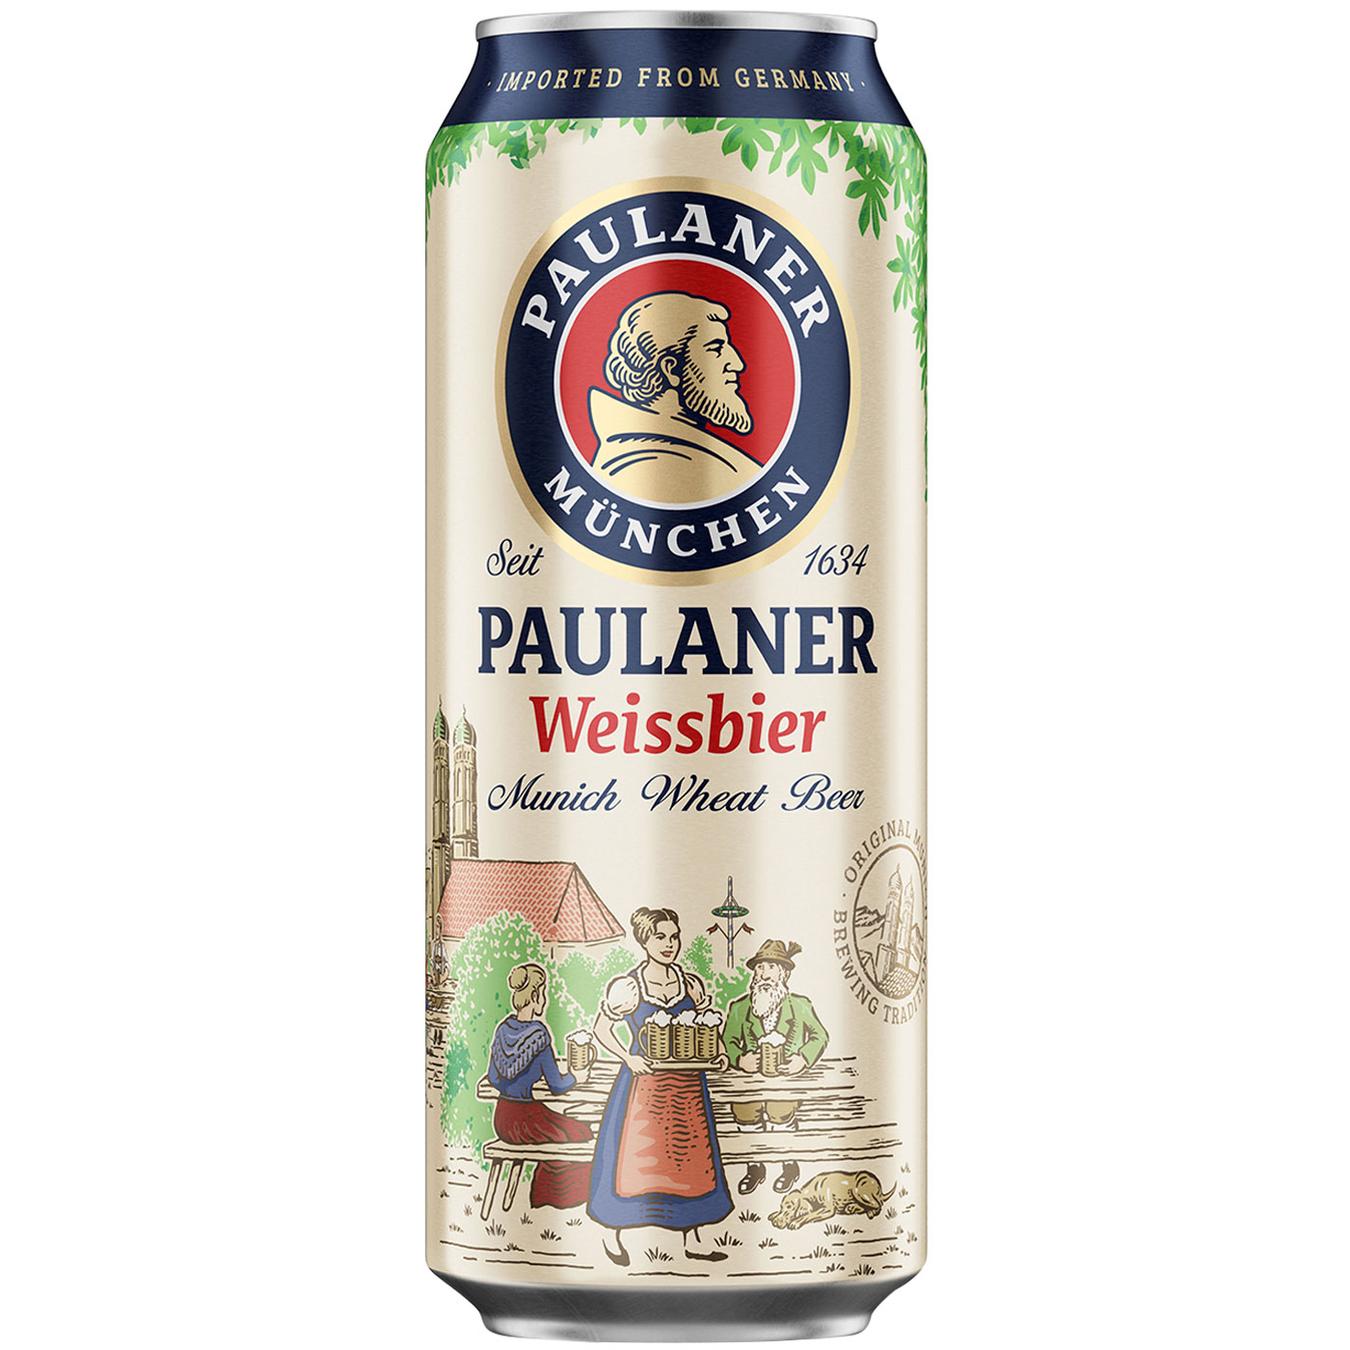 · IMPORTED FROM GERMANY ·
PAULANER
MÜNCHEN
Seit 1634
PAULANER
Weissbier
Munich Wheat Beer
· ORIGINAL
BREWING